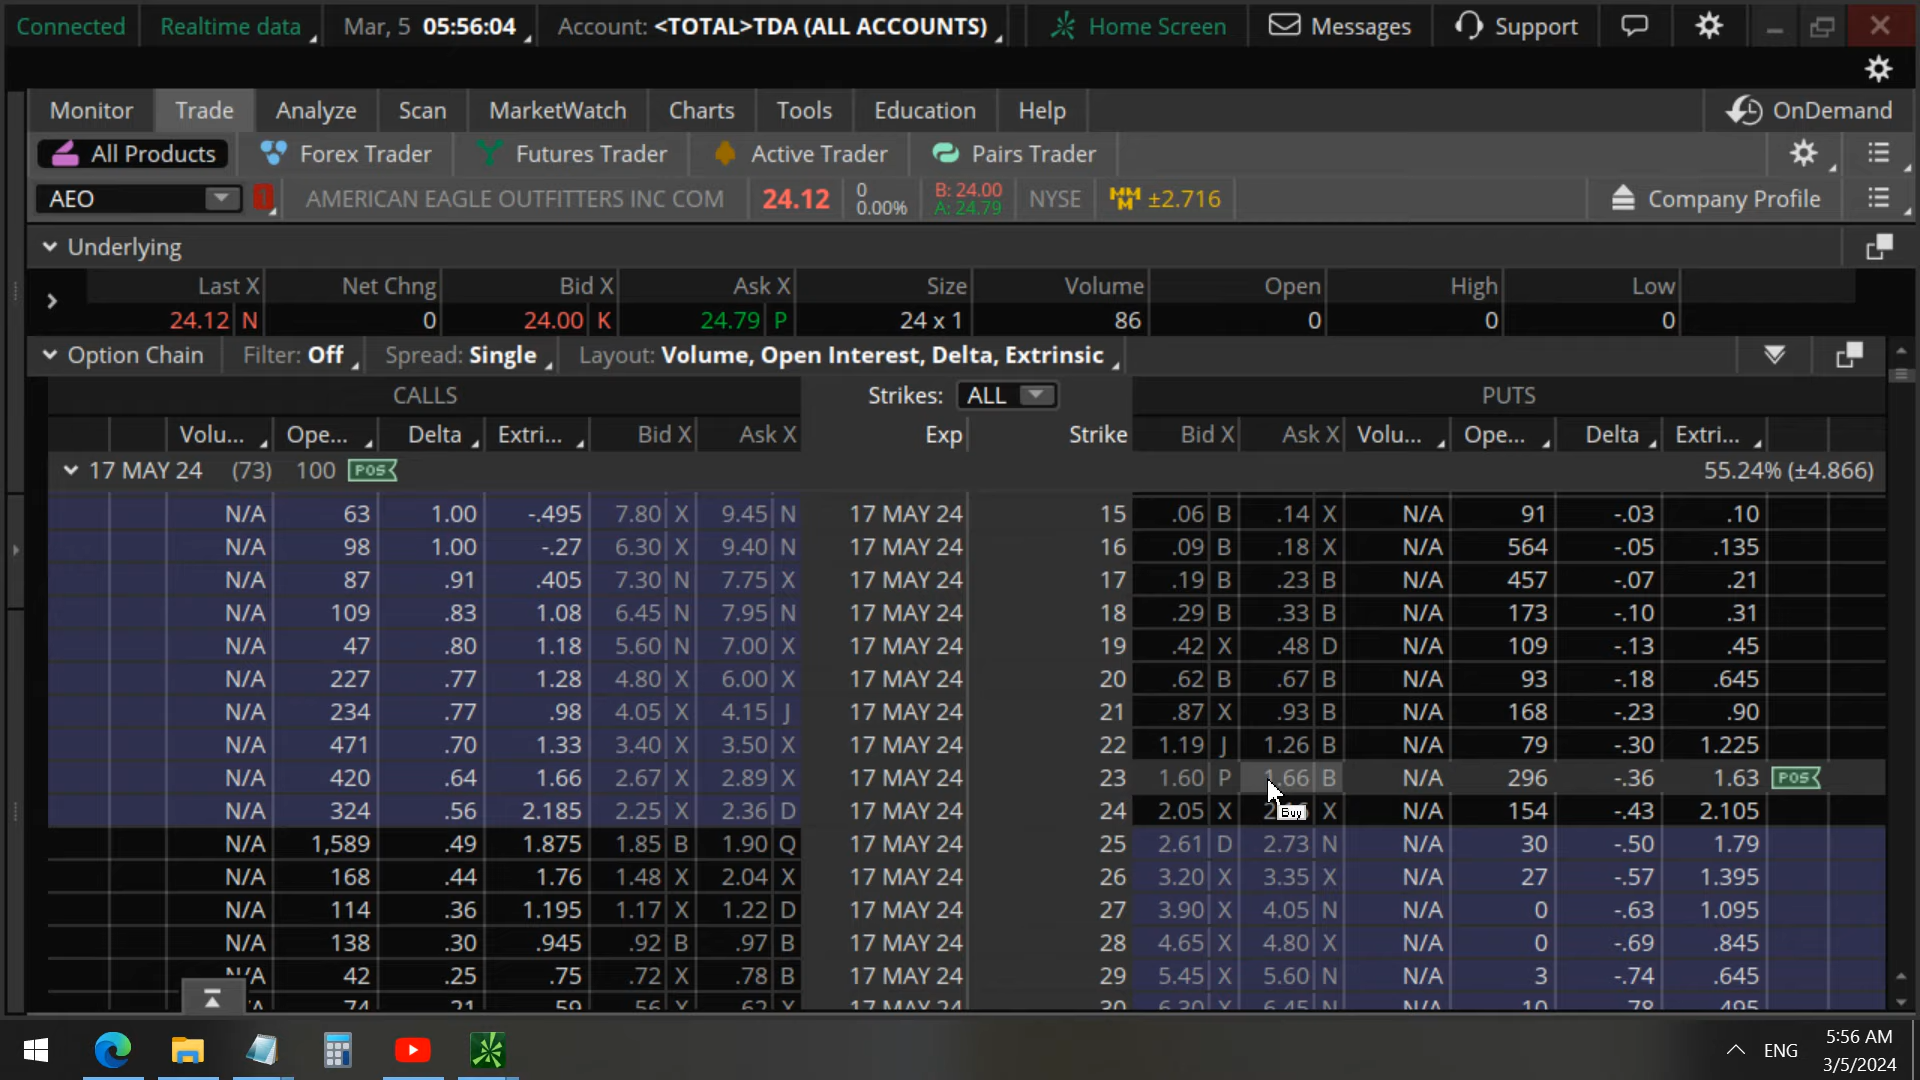 Connected Realtime data Mar, 5 05:56:04 Account: <TOTAL>TDA (ALL ACCOUNTS) Home Screen Messages Support
Monitor Trade Analyze Scan MarketWatch Charts Tools Education Help OnDemand
All Products Forex Trader Futures Trader Active Trader Pairs Trader
AEO 1 AMERICAN EAGLE OUTFITTERS INC COM 24.12 0 0.00% B: 24.00 A: 24.79 NYSE MMM ±2.716 Company Profile
Underlying
Last X Net Chng Bid X Ask X Size Volume Open High Low
24.12 N 0 24.00 K 24.79 P 24 x 1 86 0 0 0
Option Chain Filter: Off Spread: Single Layout: Volume, Open Interest, Delta, Extrinsic
CALLS Strikes: ALL PUTS
Volu... Ope... Delta Extri... Bid X Ask X Exp Strike Bid X Ask X Volu... Ope... Delta Extri...
17 MAY 24 (73) 100 POS 55.24% (±4.866)
N/A 63 1.00 -.495 7.80 X 9.45 N 17 MAY 24 15 .06 B .14 X N/A 91 -.03 .10
N/A 98 1.00 -.27 6.30 X 9.40 N 17 MAY 24 16 .09 B .18 X N/A 564 -.05 .135
N/A 87 .91 .405 7.30 N 7.75 X 17 MAY 24 17 .19 B .23 B N/A 457 -.07 .21
N/A 109 .83 1.08 6.45 N 7.95 N 17 MAY 24 18 .29 B .33 B N/A 173 -.10 .31
N/A 47 .80 1.18 5.60 N 7.00 X 17 MAY 24 19 .42 X .48 D N/A 109 -.13 .45
N/A 227 .77 1.28 4.80 X 6.00 X 17 MAY 24 20 .62 B .67 B N/A 93 -.18 .645
N/A 234 .77 .98 4.05 X 4.15 J 17 MAY 24 21 .87 X .93 B N/A 168 -.23 .90
N/A 471 .70 1.33 3.40 X 3.50 X 17 MAY 24 22 1.19 J 1.26 B N/A 79 -.30 1.225
N/A 420 .64 1.66 2.67 X 2.89 X 17 MAY 24 23 1.60 P 1.66 B N/A 296 -.36 1.63 POS
N/A 324 .56 2.185 2.25 X 2.36 D 17 MAY 24 24 2.05 X Buy X N/A 154 -.43 2.105
N/A 1,589 .49 1.875 1.85 B 1.90 Q 17 MAY 24 25 2.61 D 2.73 N N/A 30 -.50 1.79
N/A 168 .44 1.76 1.48 X 2.04 X 17 MAY 24 26 3.20 X 3.35 X N/A 27 -.57 1.395
N/A 114 .36 1.195 1.17 X 1.22 D 17 MAY 24 27 3.90 X 4.05 N N/A 0 -.63 1.095
N/A 138 .30 .945 .92 B .97 B 17 MAY 24 28 4.65 X 4.80 X N/A 0 -.69 .845
N/A 42 .25 .75 .72 X .78 B 17 MAY 24 29 5.45 X 5.60 N N/A 3 -.74 .645
ENG 5:56 AM
3/5/2024